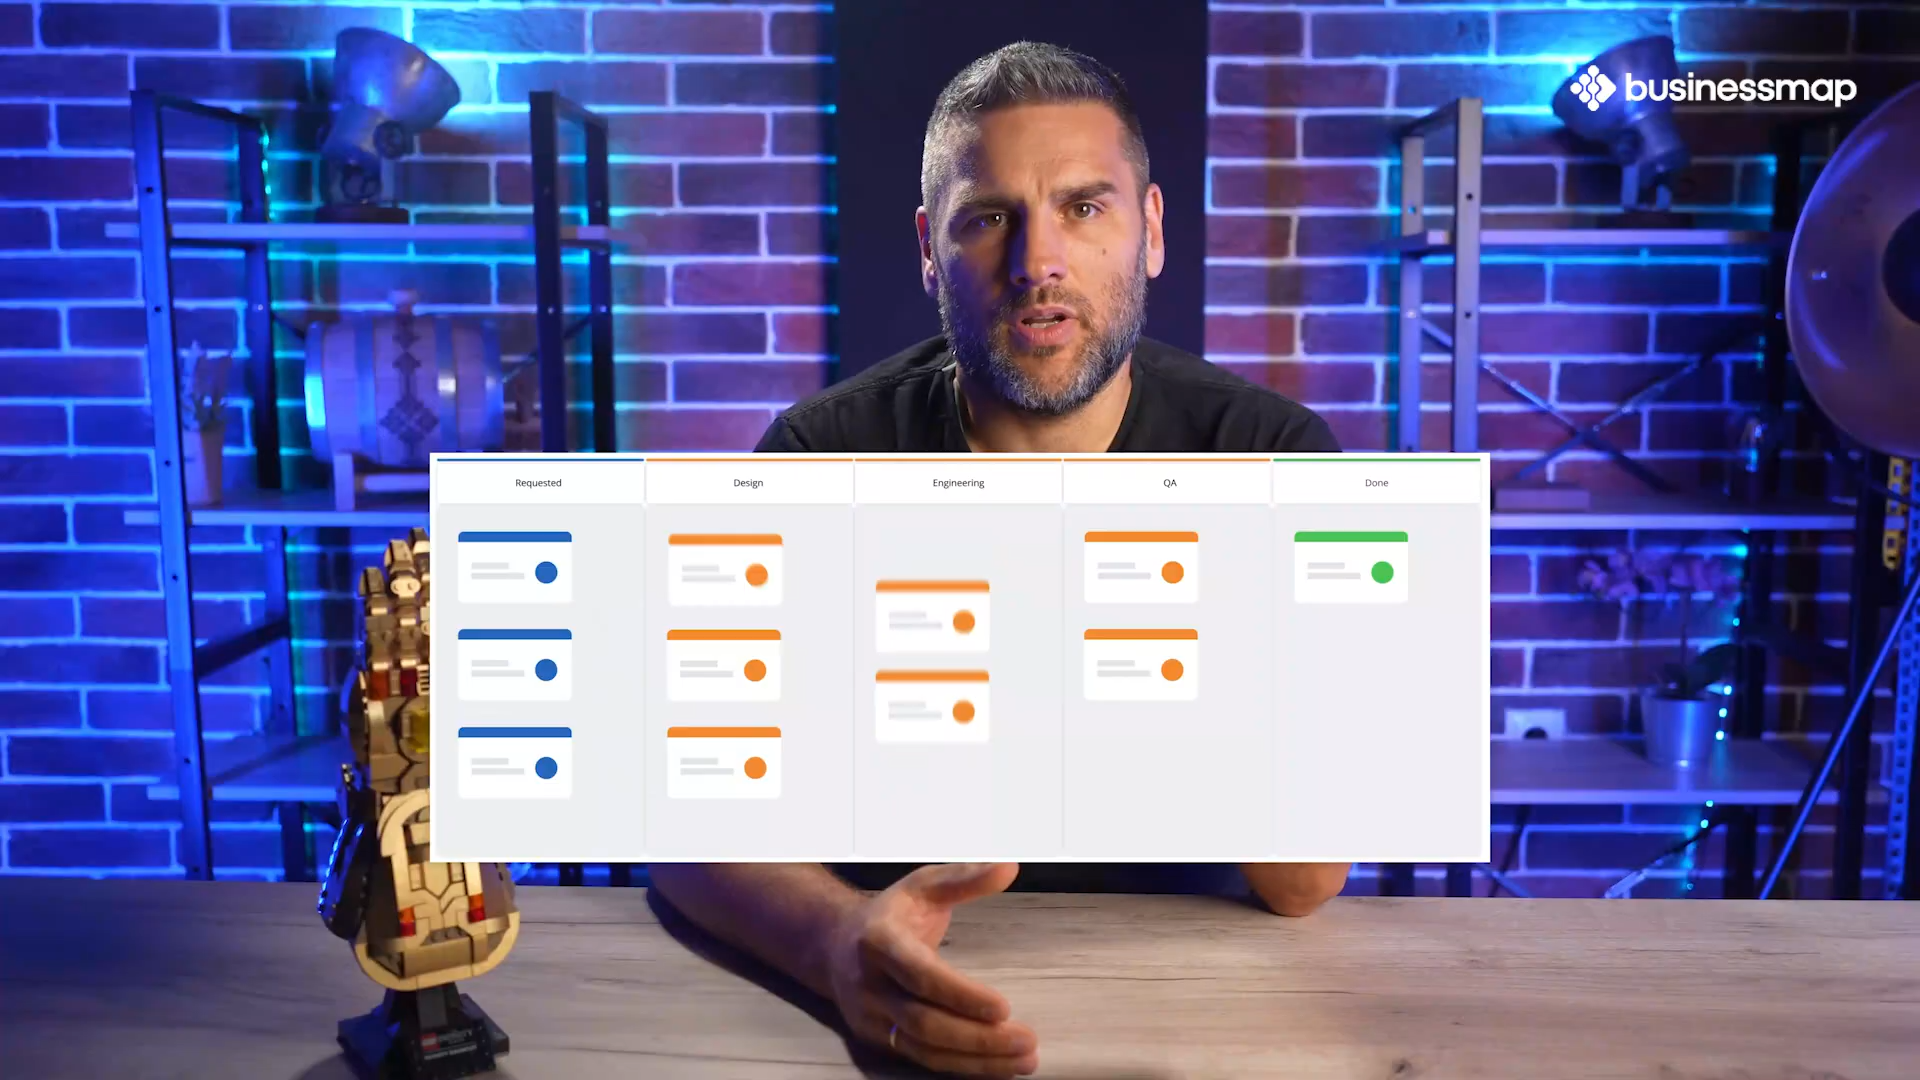 businessmap
Requested
Design
Engineering
QA
Done